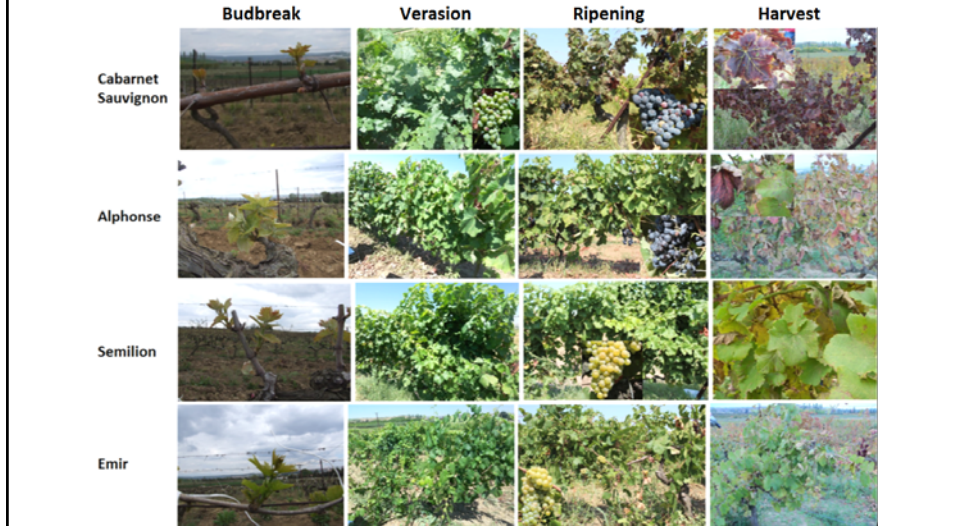 Budbreak Verasion Ripening Harvest
Cabarnet
Sauvignon
Alphonse
Semilion
Emir